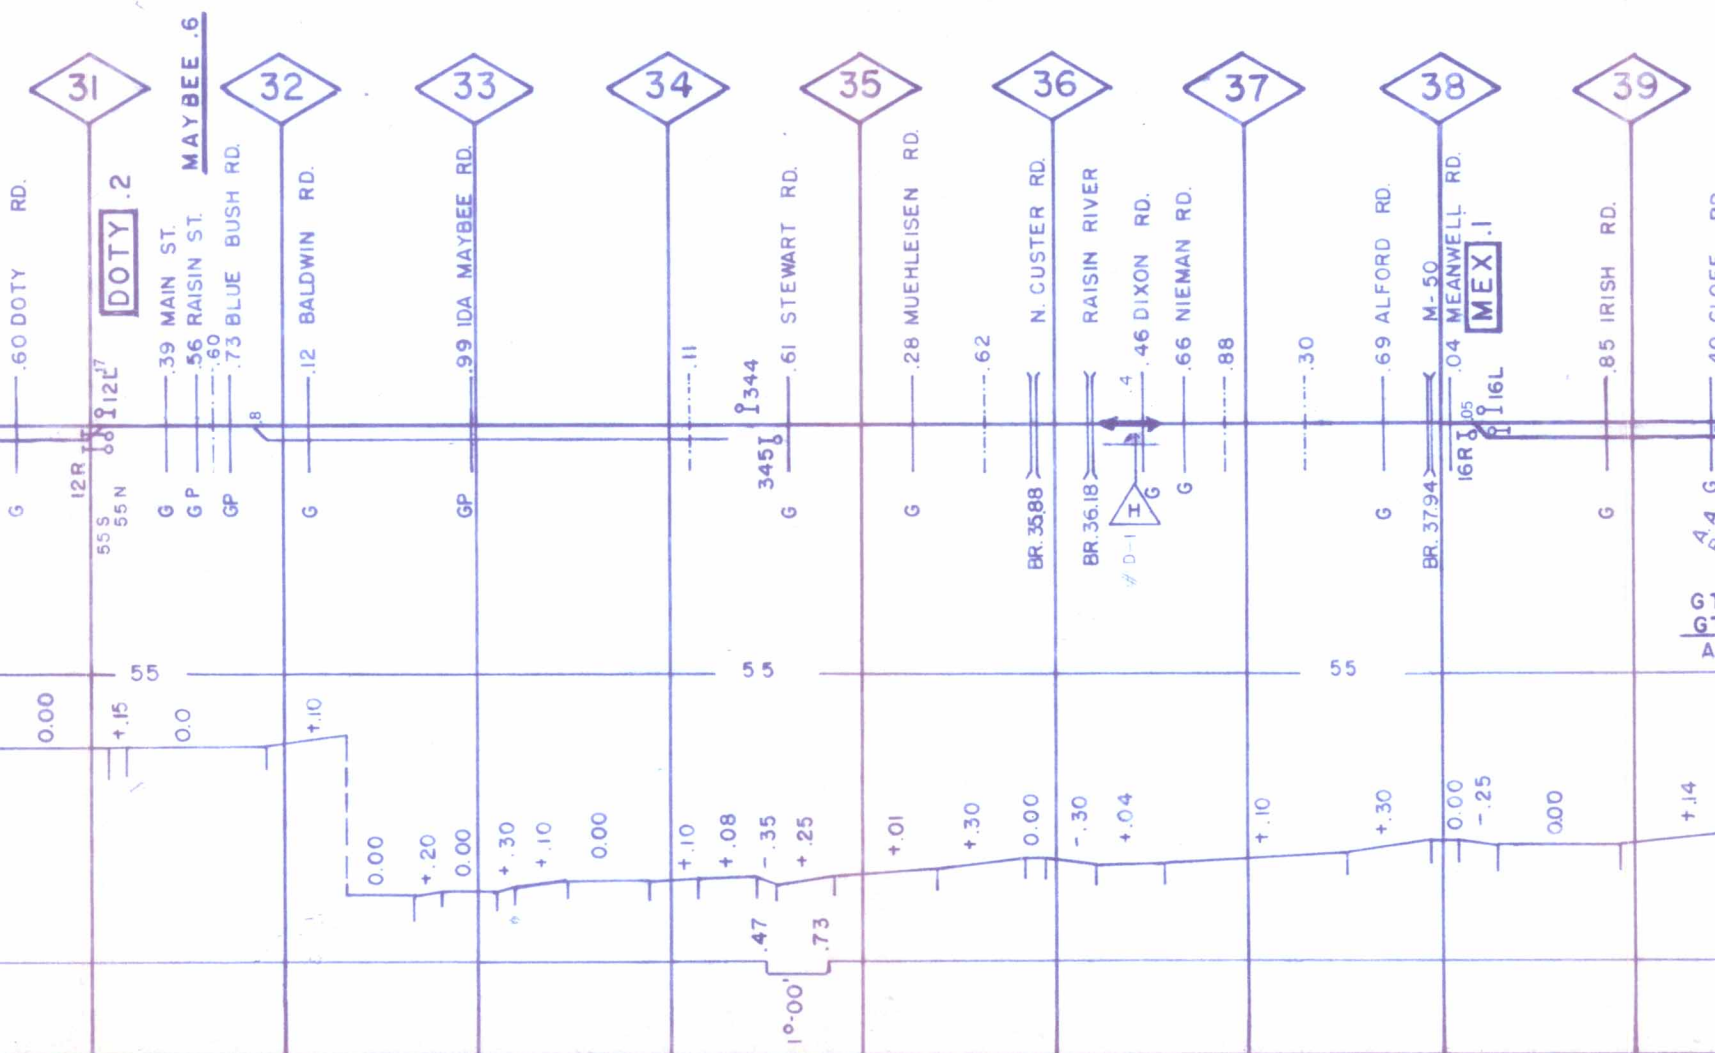 31
32
33
34
35
36
37
38
39
MAYBEE .6
.60 DOTY RD.
DOTY .2
.39 MAIN ST.
.56 RAISIN ST.
.60
.73 BLUE BUSH RD.
.12 BALDWIN RD.
.99 IDA MAYBEE RD.
.11
.61 STEWART RD.
.28 MUEHLEISEN RD.
.62
N. CUSTER RD.
RAISIN RIVER
.46 DIXON RD.
.66 NIEMAN RD.
.88
.30
.69 ALFORD RD.
M-50
.04 MEANWELL RD.
MEX .1
.85 IRISH RD.
12L
.17
.8
344
.4
.05
16L
12R
345
16R
G
55 S
55 N
G
G P
GP
G
GP
G
G
BR. 35.88
BR. 36.18
# D-1
I
G
G
G
BR. 37.94
G
G
55
55
55
0.00
+.15
0.0
+.10
0.00
+.20
0.00
+.30
+.10
0.00
+.10
+.08
-.35
+.25
+.01
+.30
0.00
-.30
+.04
+.10
+.30
0.00
-.25
0.00
+.14
.47
.73
1°-00'